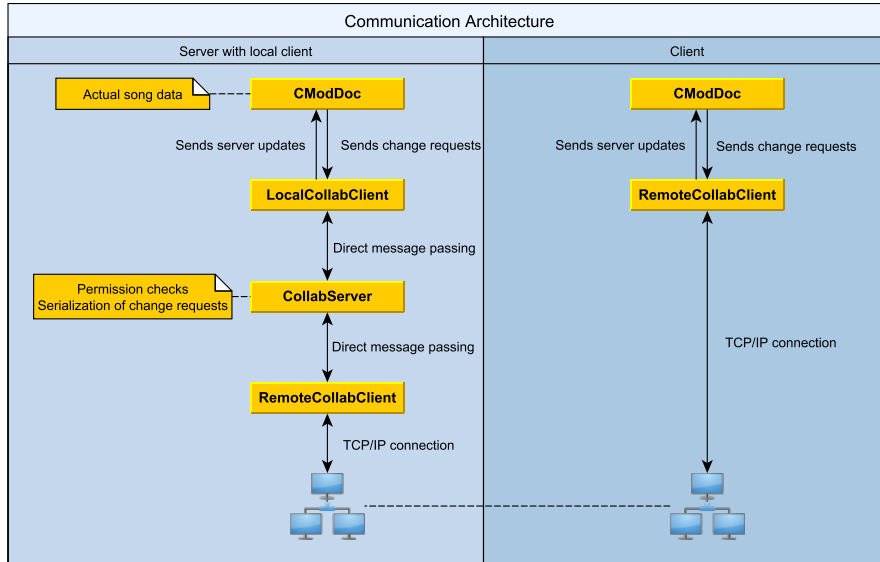 Communication Architecture
Server with local client
Client
Actual song data
CModDoc
CModDoc
Sends server updates
Sends change requests
Sends server updates
Sends change requests
LocalCollabClient
RemoteCollabClient
Direct message passing
Permission checks
Serialization of change requests
CollabServer
Direct message passing
TCP/IP connection
RemoteCollabClient
TCP/IP connection